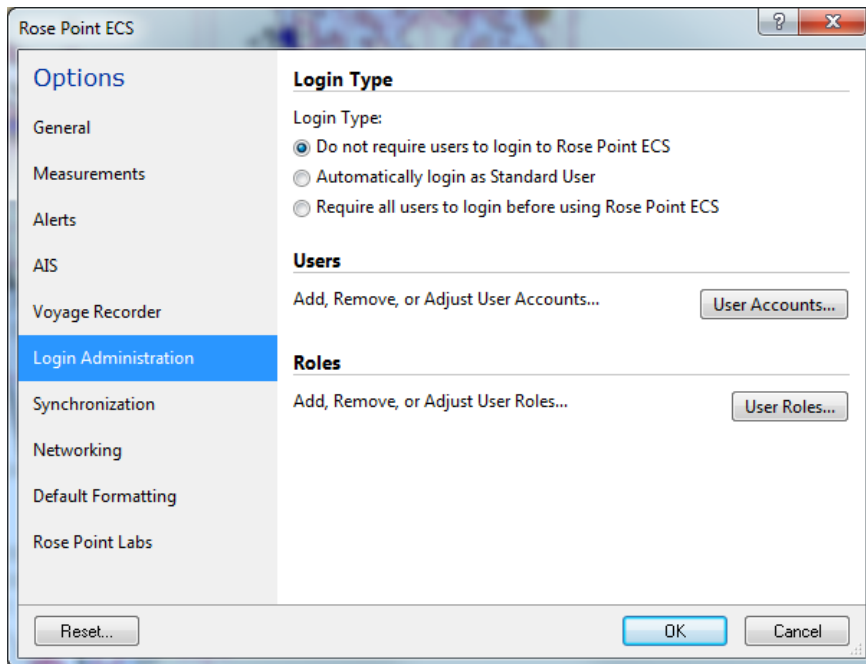 Rose Point ECS
Options
General
Measurements
Alerts
AIS
Voyage Recorder
Login Administration
Synchronization
Networking
Default Formatting
Rose Point Labs
Login Type
Login Type:
Do not require users to login to Rose Point ECS
Automatically login as Standard User
Require all users to login before using Rose Point ECS
Users
Add, Remove, or Adjust User Accounts...
User Accounts...
Roles
Add, Remove, or Adjust User Roles...
User Roles...
Reset...
OK
Cancel